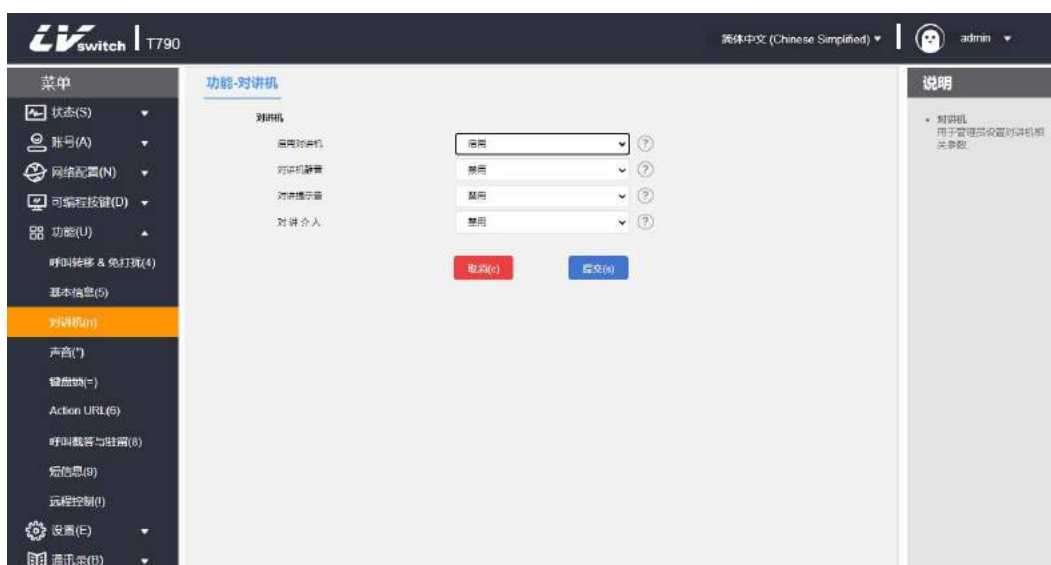 LVswitch T790
简体中文 (Chinese Simplified)
admin
菜单
状态(S)
账号(A)
网络配置(N)
可编程按键(D)
功能(U)
呼叫转移 & 免打扰(4)
基本信息(5)
对讲机(n)
声音(")
键盘锁(=)
Action URL(6)
呼叫截答与驻留(8)
短信息(9)
远程控制(!)
设置(E)
通讯录(B)
功能-对讲机
对讲机
启用对讲机 启用
对讲机静音 禁用
对讲提示音 禁用
对讲介入 禁用
取消(c) 提交(s)
说明
对讲机
用于管理员设置对讲机相
关参数